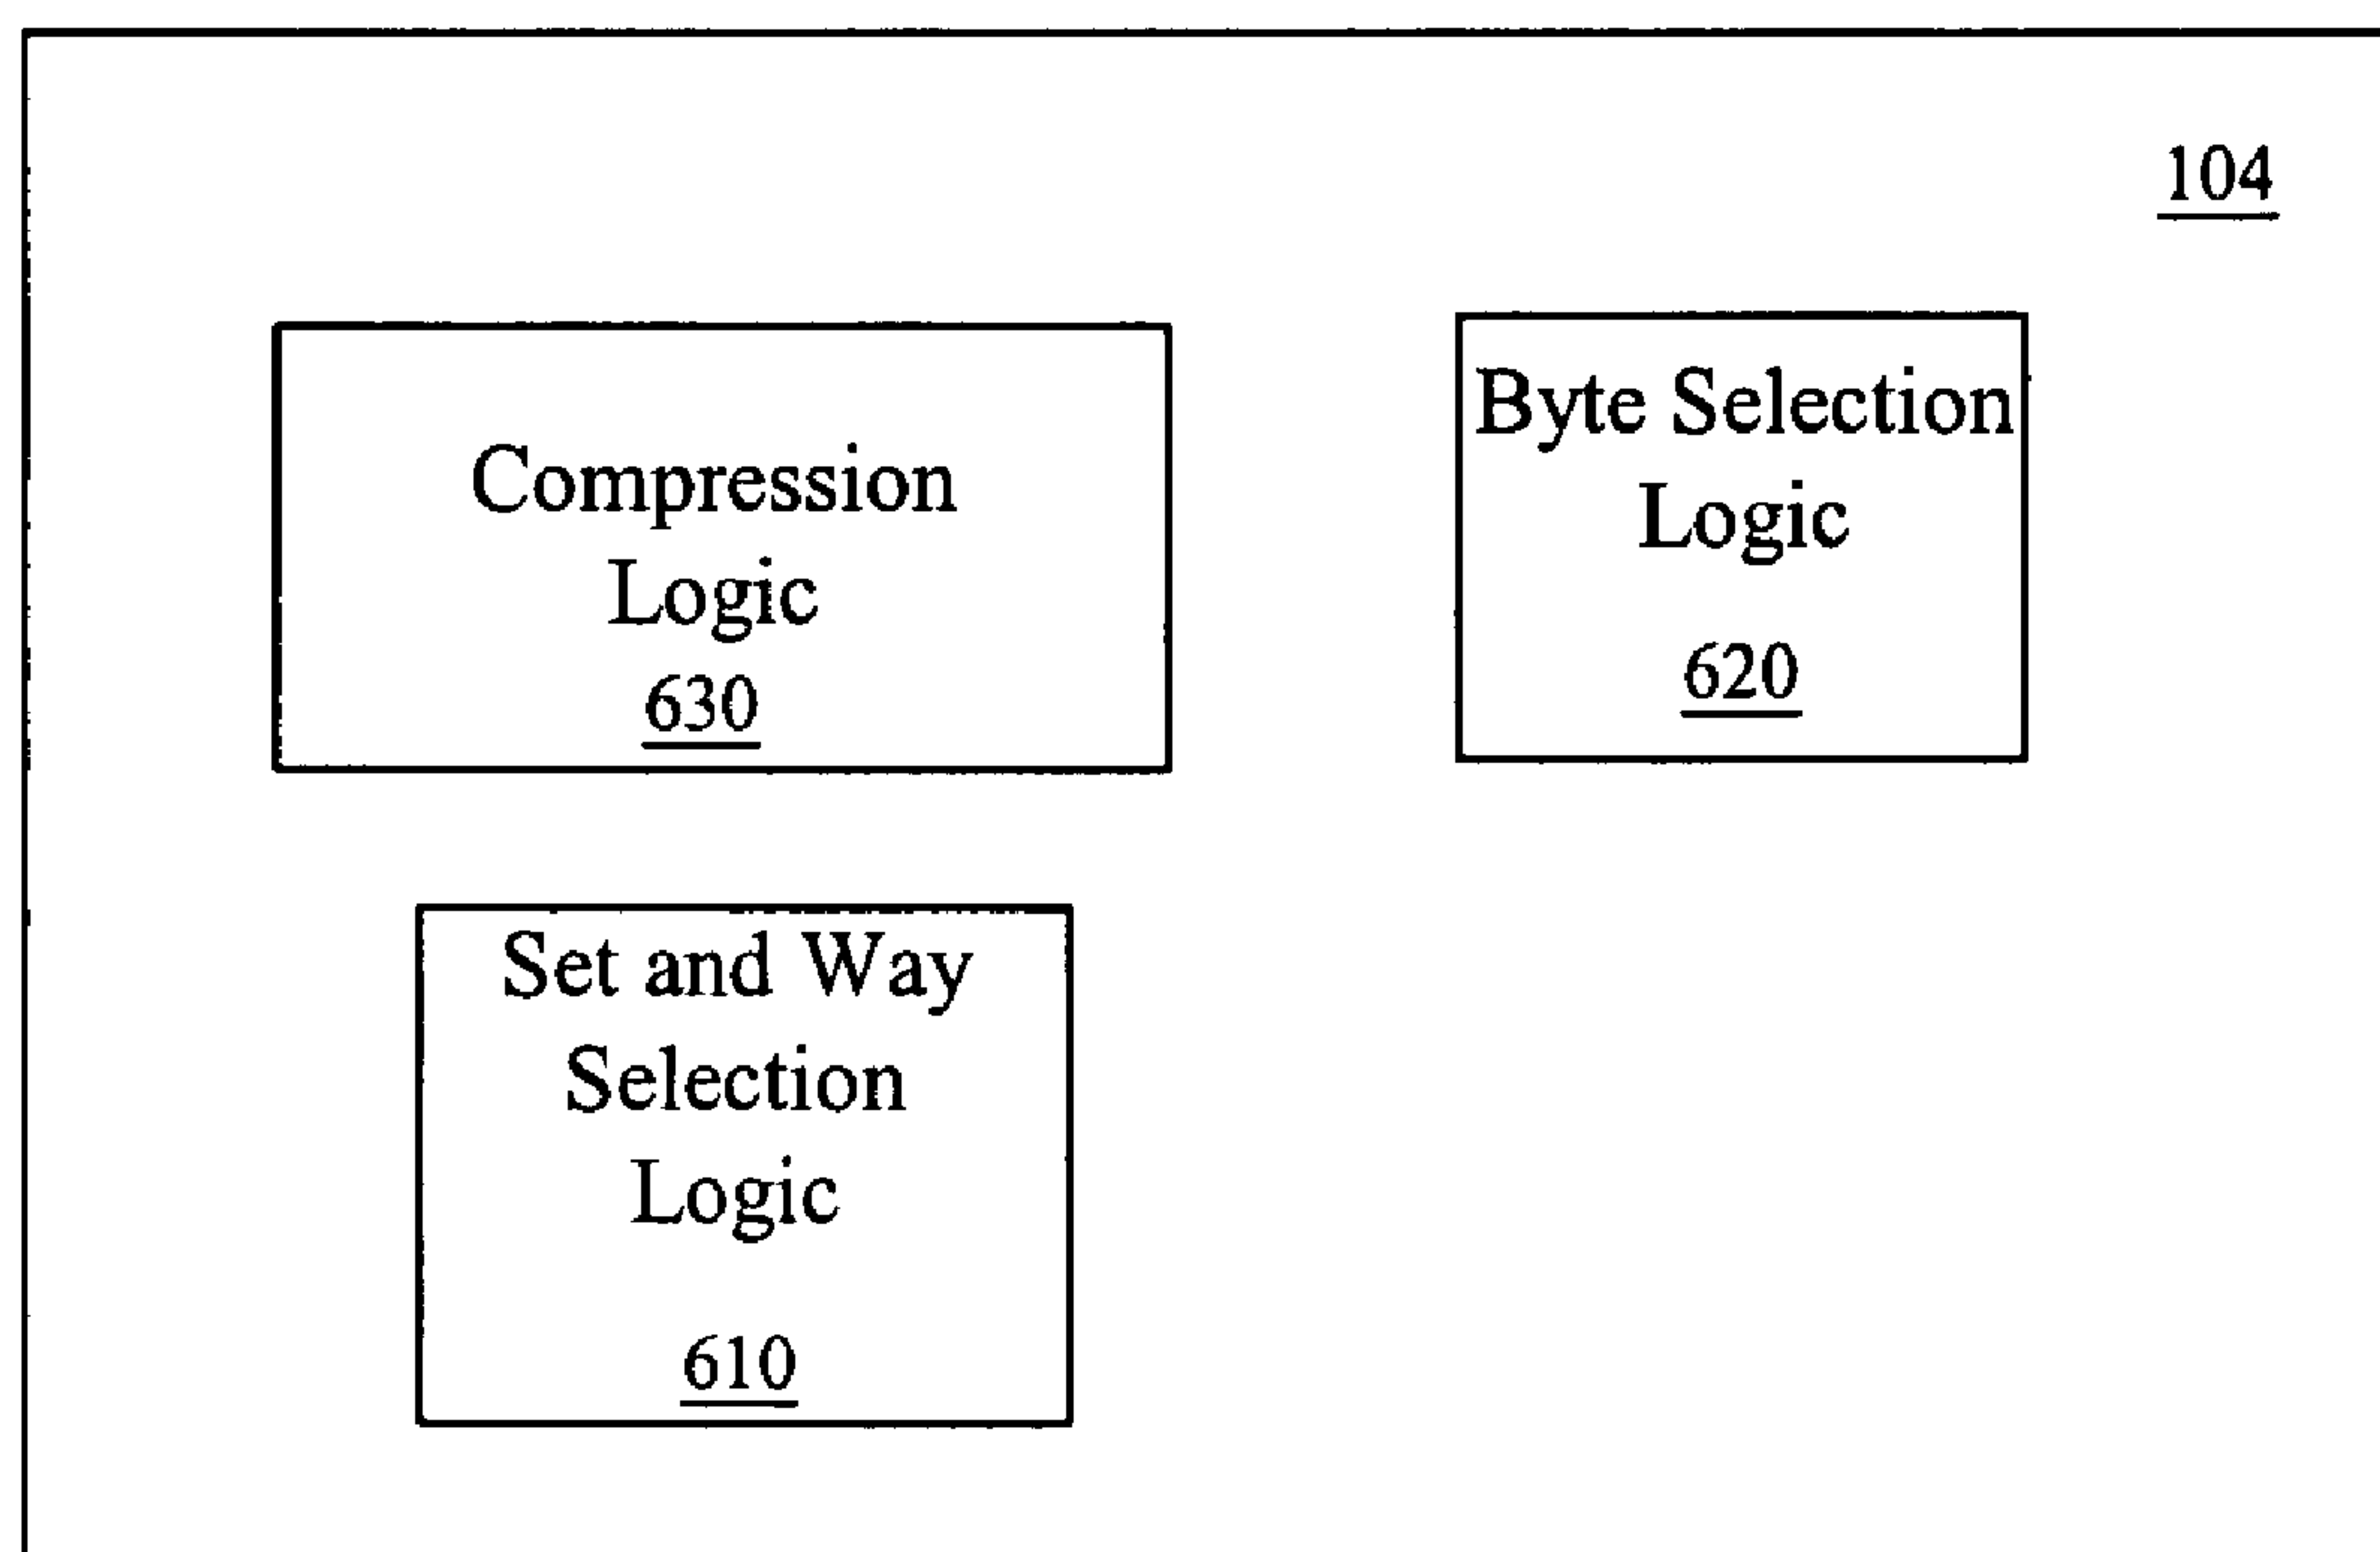 104
Compression
Logic
630
Byte Selection
Logic
620
Set and Way
Selection
Logic
610